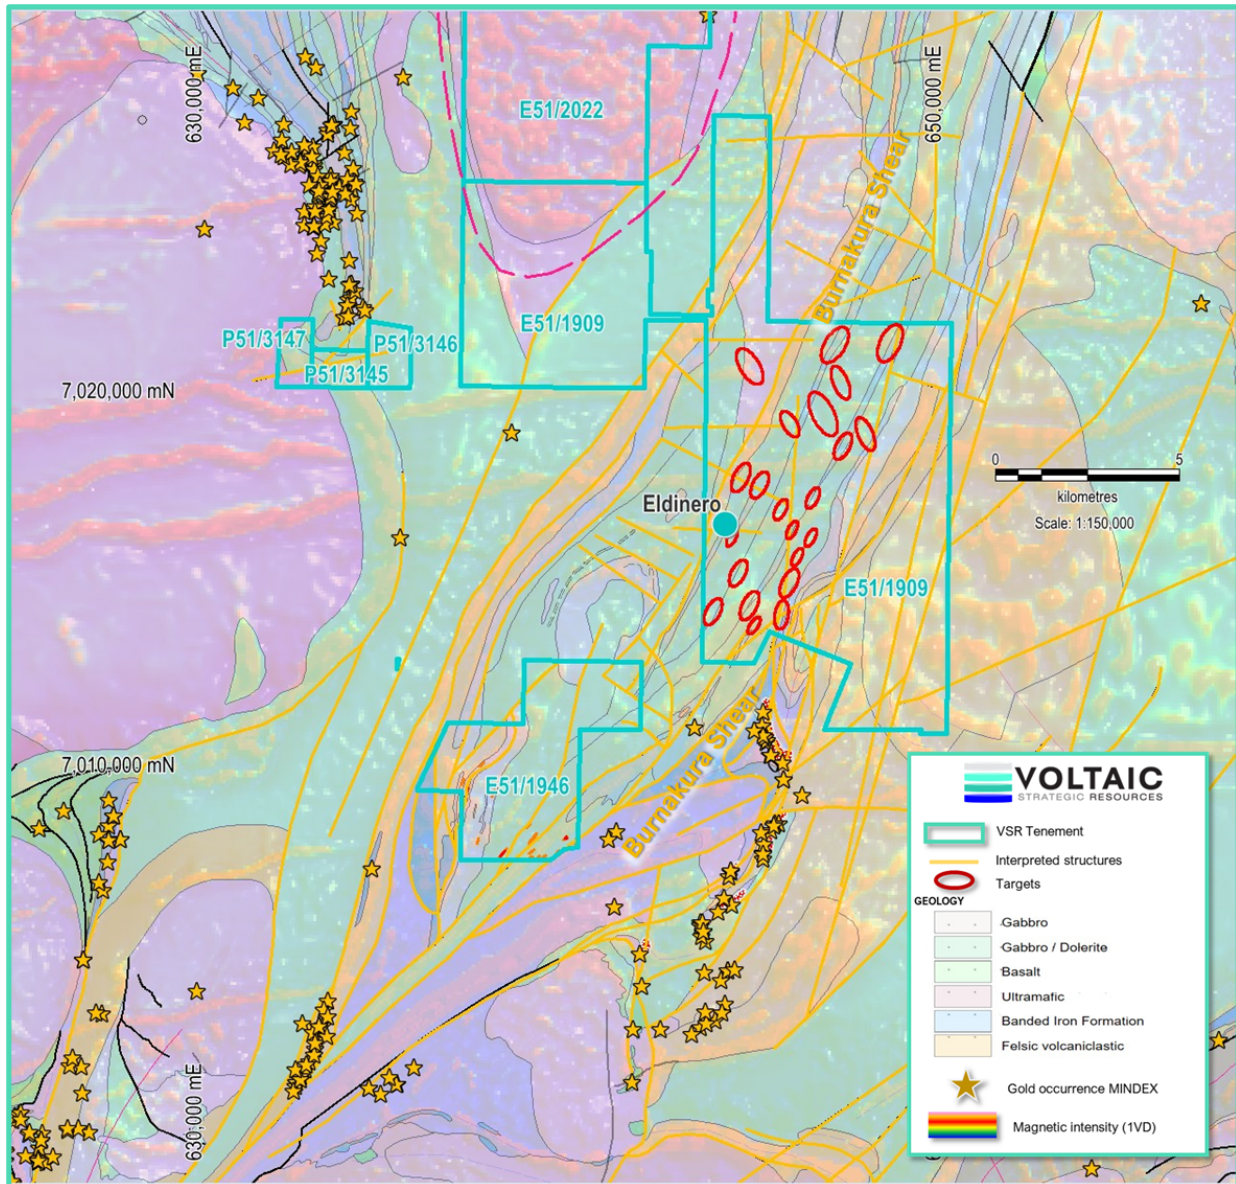 630,000 mE
650,000 mE
E51/2022
Burnakura Shear
P51/3147
E51/1909
P51/3146
P51/3145
7,020,000 mN
0 5
kilometres
Scale: 1:150,000
Eldinero
E51/1909
Burnakura Shear
7,010,000 mN
E51/1946
VOLTAIC
STRATEGIC RESOURCES
VSR Tenement
Interpreted structures
Targets
GEOLOGY
Gabbro
Gabbro / Dolerite
Basalt
Ultramafic
Banded Iron Formation
Felsic volcaniclastic
Gold occurrence MINDEX
Magnetic intensity (1VD)
630,000 mE